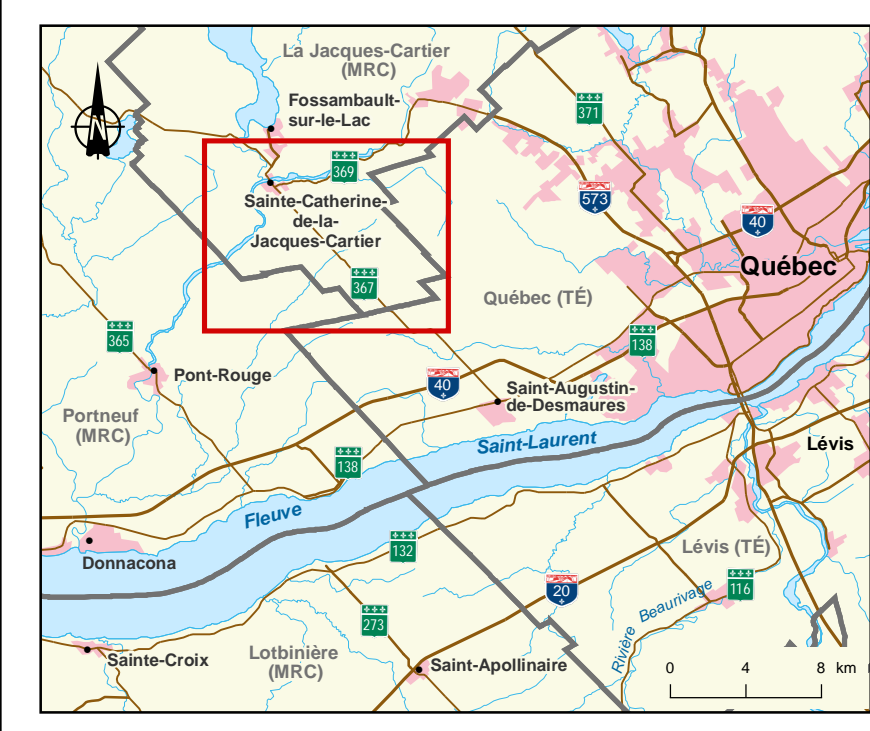 La Jacques-Cartier
(MRC)
N
Fossambault-
sur-le-Lac
371
369
573
Sainte-Catherine-
de-la-
Jacques-Cartier
40
Québec
367
Québec (TÉ)
365
138
Pont-Rouge
40
Saint-Augustin-
de-Desmaures
Portneuf
(MRC)
Saint-Laurent
Lévis
138
Fleuve
132
Lévis (TÉ)
Donnacona
20
116
Rivière Beaurivage
273
Sainte-Croix
Lotbinière
(MRC)
Saint-Apollinaire
0 4 8 km